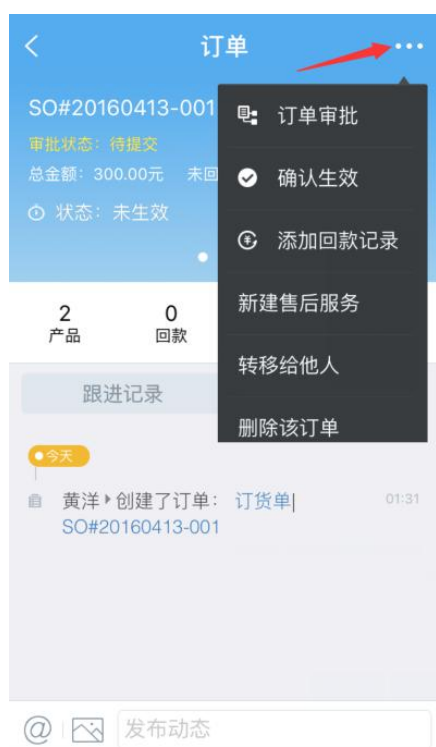 订单
SO#20160413-001
审批状态：待提交
总金额：300.00元 未回
状态：未生效
订单审批
确认生效
添加回款记录
新建售后服务
转移给他人
删除该订单
2
产品
0
回款
跟进记录
今天
黄洋 创建了订单： 订货单|
SO#20160413-001
01:31
@
发布动态